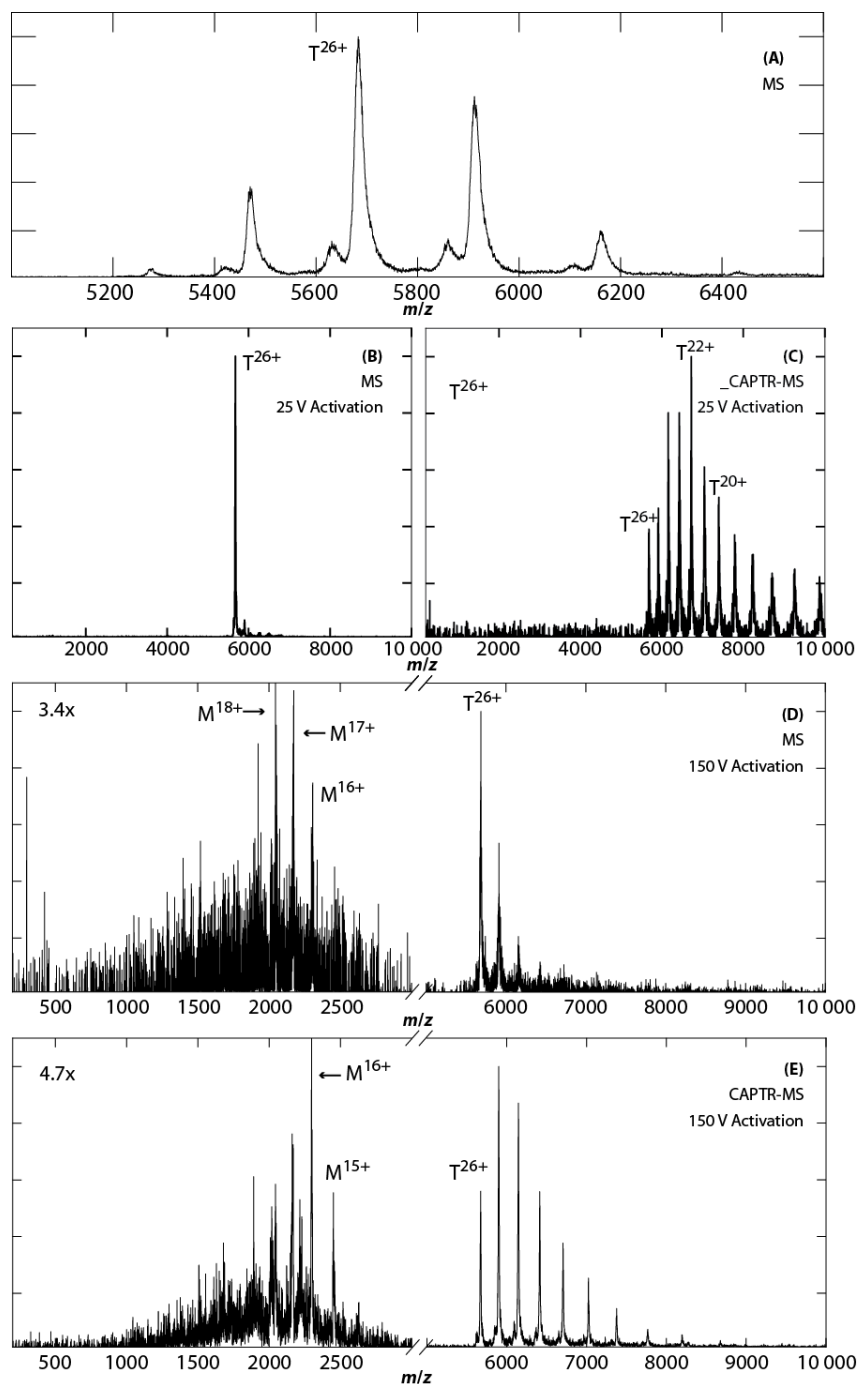 T26+
(A)
MS
5200 5400 5600 5800 6000 6200 6400
m/z
T26+
(B)
MS
25 V Activation
2000 4000 6000 8000 10 000
m/z
T22+
(C)
_CAPTR-MS
25 V Activation
T26+
T20+
T26+
2000 4000 6000 8000 10 000
3.4x
M18+→
←M17+
M16+
T26+
(D)
MS
150 V Activation
500 1000 1500 2000 2500
6000 7000 8000 9000 10 000
m/z
4.7x
←M16+
M15+
T26+
(E)
CAPTR-MS
150 V Activation
500 1000 1500 2000 2500
6000 7000 8000 9000 10 000
m/z